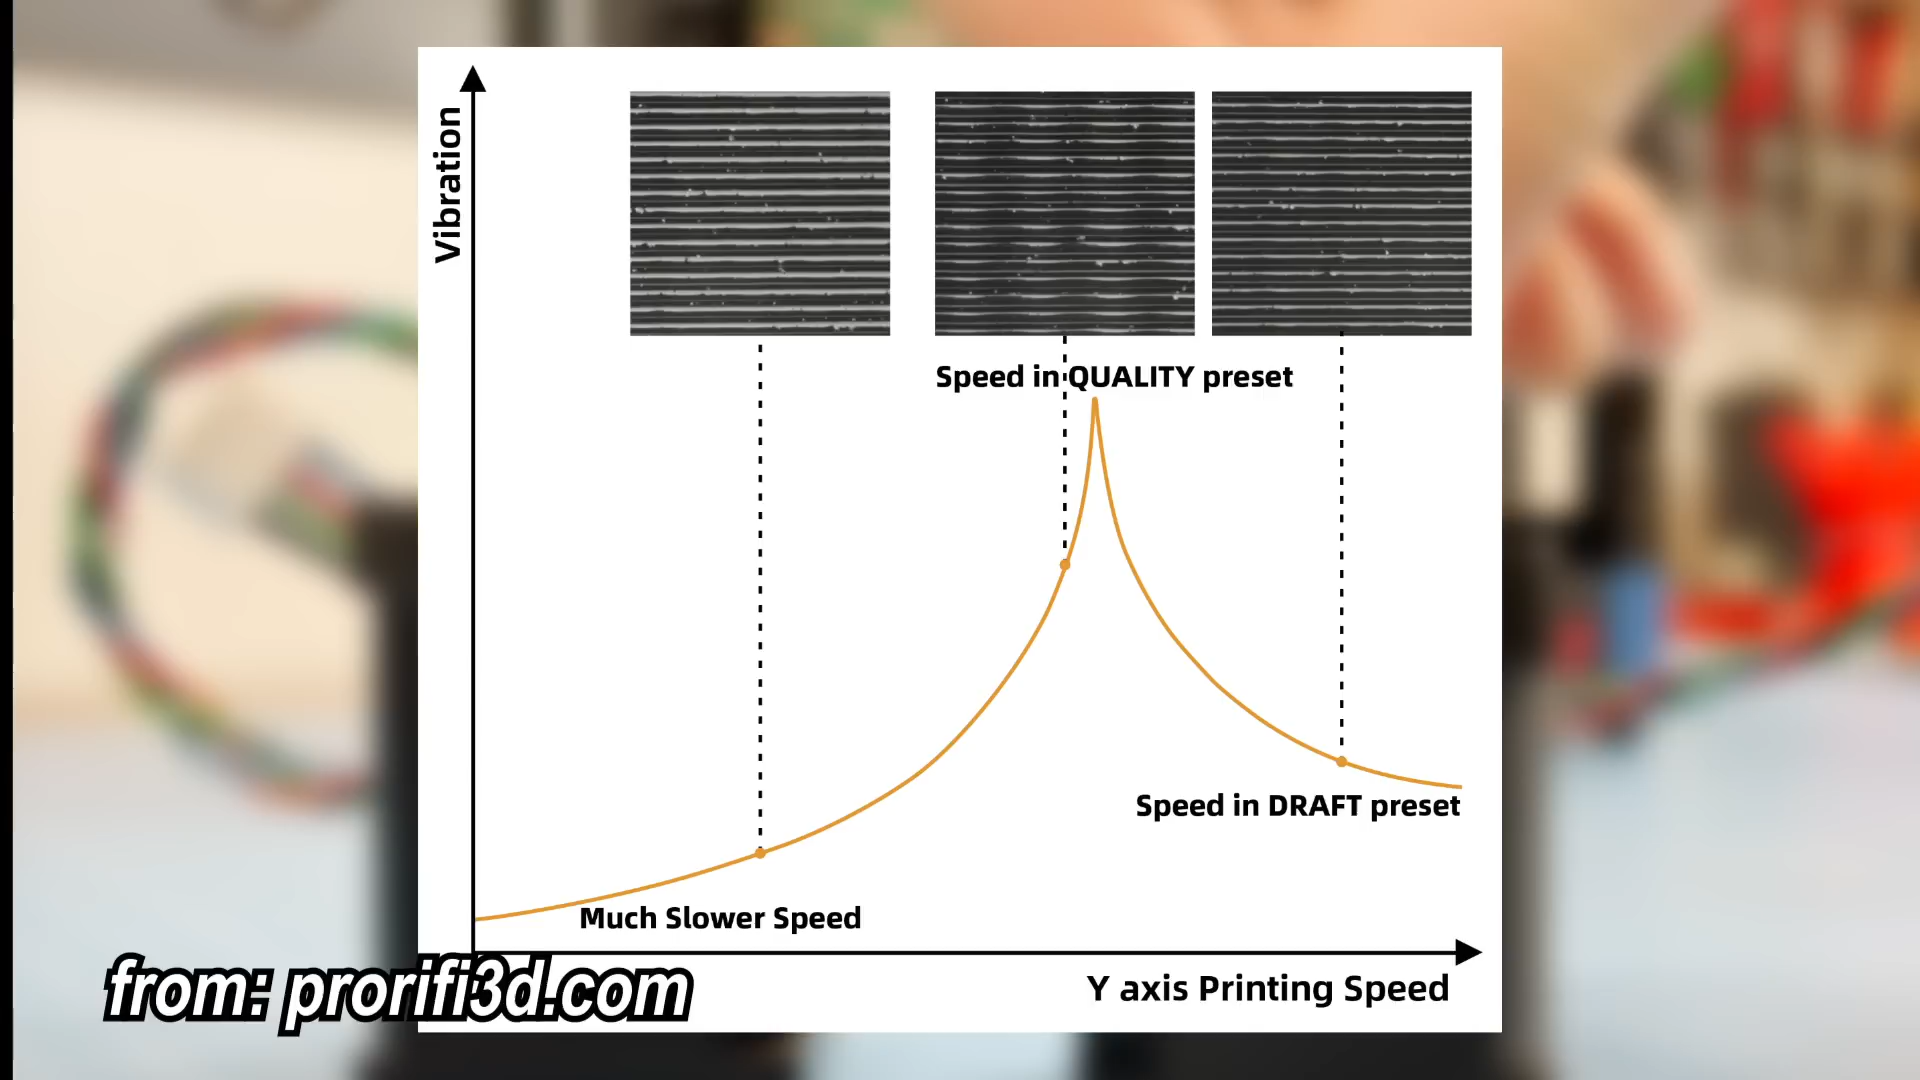 Vibration
Speed in QUALITY preset
Speed in DRAFT preset
Much Slower Speed
Y axis Printing Speed
from: prorifi3d.com